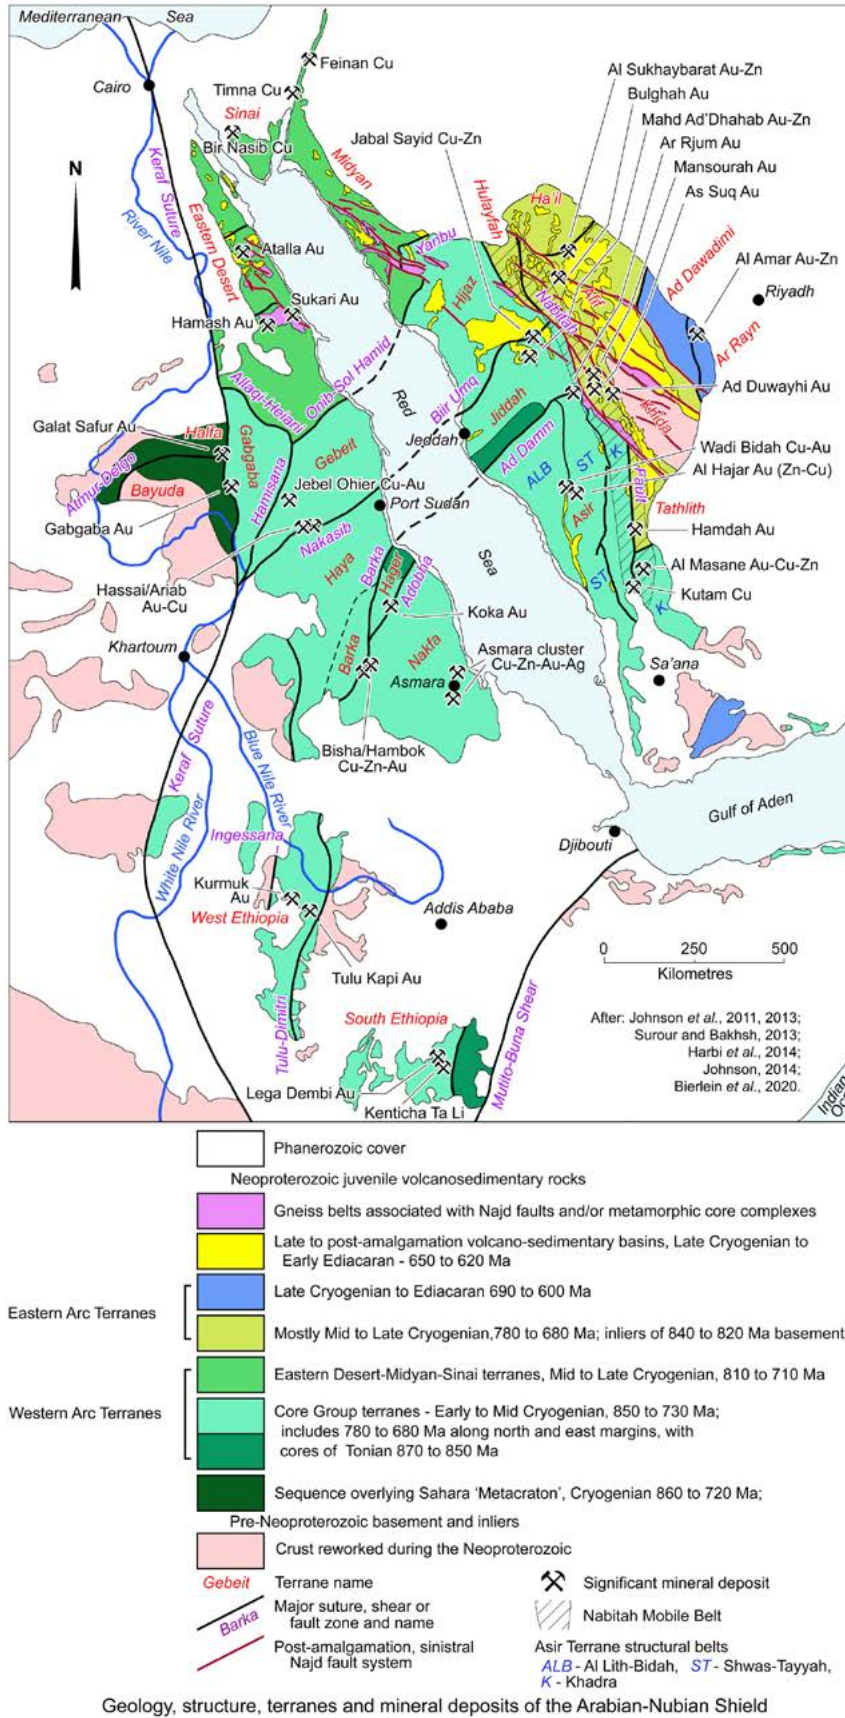 Mediterranean Sea
Cairo
Feinan Cu
Timna Cu
Sinai
Bir Nasib Cu
N
Keraf Suture
River Nile
Eastern Desert
Midyan
Yanbu
Atalla Au
Sukari Au
Hamash Au
Allaqi-Heiani
Onib-Sol Hamid
Al Sukhaybarat Au-Zn
Bulghah Au
Mahd Ad'Dhahab Au-Zn
Ar Rjum Au
Mansourah Au
As Suq Au
Jabal Sayid Cu-Zn
Hulayfah
Ha'il
Hijaz
Nabitah
Afif
Ad Dawadimi
Al Amar Au-Zn
Riyadh
Ar Rayn
Ad Duwayhi Au
Khida
Red
Sea
Bi'ir Umq
Jiddah
Jeddah
Ad Damm
ALB
ST
K
Asir
Fault
Wadi Bidah Cu-Au
Al Hajar Au (Zn-Cu)
Tathlith
Hamdah Au
Al Masane Au-Cu-Zn
Kutam Cu
ST
K
Sa'ana
Galat Safur Au
Halfa
Gabgaba
Gebeit
Hamisana
Atmur-Delgo
Bayuda
Gabgaba Au
Jebel Ohier Cu-Au
Port Sudan
Nakasib
Hassai/Ariab
Au-Cu
Haya
Barka
Hager
Adobha
Koka Au
Barka
Nakfa
Asmara cluster
Cu-Zn-Au-Ag
Asmara
Bisha/Hambok
Cu-Zn-Au
Khartoum
Keraf Suture
Blue Nile River
White Nile River
Gulf of Aden
Djibouti
Ingessana
Kurmuk
Au
West Ethiopia
Addis Ababa
Tulu Kapi Au
Tulu-Dimitri
South Ethiopia
Lega Dembi Au
Kenticha Ta Li
Mutito-Buna Shear
0 250 500
Kilometres
After: Johnson et al., 2011, 2013;
Surour and Bakhsh, 2013;
Harbi et al., 2014;
Johnson, 2014;
Bierlein et al., 2020.
Indian
Phanerozoic cover
Neoproterozoic juvenile volcanosedimentary rocks
Gneiss belts associated with Najd faults and/or metamorphic core complexes
Late to post-amalgamation volcano-sedimentary basins, Late Cryogenian to
Early Ediacaran - 650 to 620 Ma
Eastern Arc Terranes
Late Cryogenian to Ediacaran 690 to 600 Ma
Mostly Mid to Late Cryogenian,780 to 680 Ma; inliers of 840 to 820 Ma basement
Western Arc Terranes
Eastern Desert-Midyan-Sinai terranes, Mid to Late Cryogenian, 810 to 710 Ma
Core Group terranes - Early to Mid Cryogenian, 850 to 730 Ma;
includes 780 to 680 Ma along north and east margins, with
cores of Tonian 870 to 850 Ma
Sequence overlying Sahara 'Metacraton', Cryogenian 860 to 720 Ma;
Pre-Neoproterozoic basement and inliers
Crust reworked during the Neoproterozoic
Gebeit Terrane name
Barka Major suture, shear or
fault zone and name
Post-amalgamation, sinistral
Najd fault system
Significant mineral deposit
Nabitah Mobile Belt
Asir Terrane structural belts
ALB - Al Lith-Bidah, ST - Shwas-Tayyah,
K - Khadra
Geology, structure, terranes and mineral deposits of the Arabian-Nubian Shield